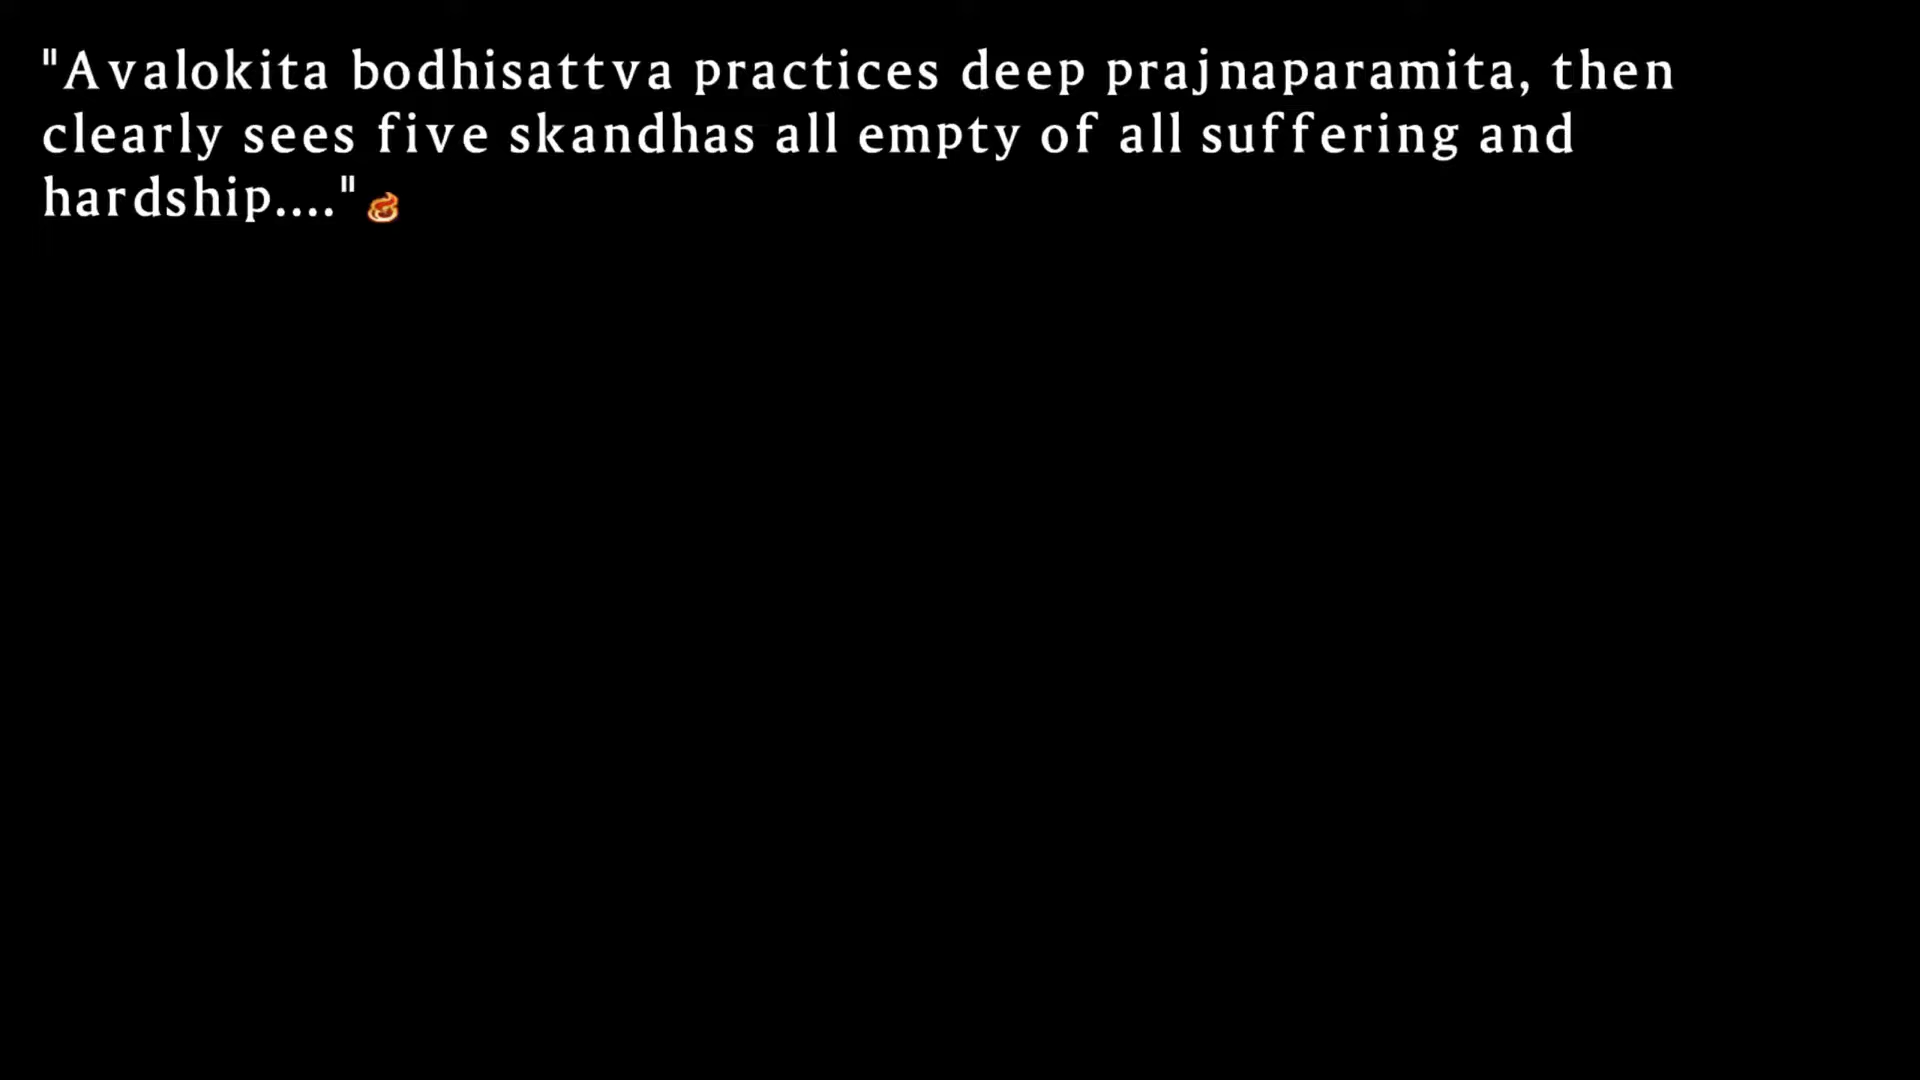 "Avalokita bodhisattva practices deep prajnaparamita, then
clearly sees five skandhas all empty of all suffering and
hardship...."